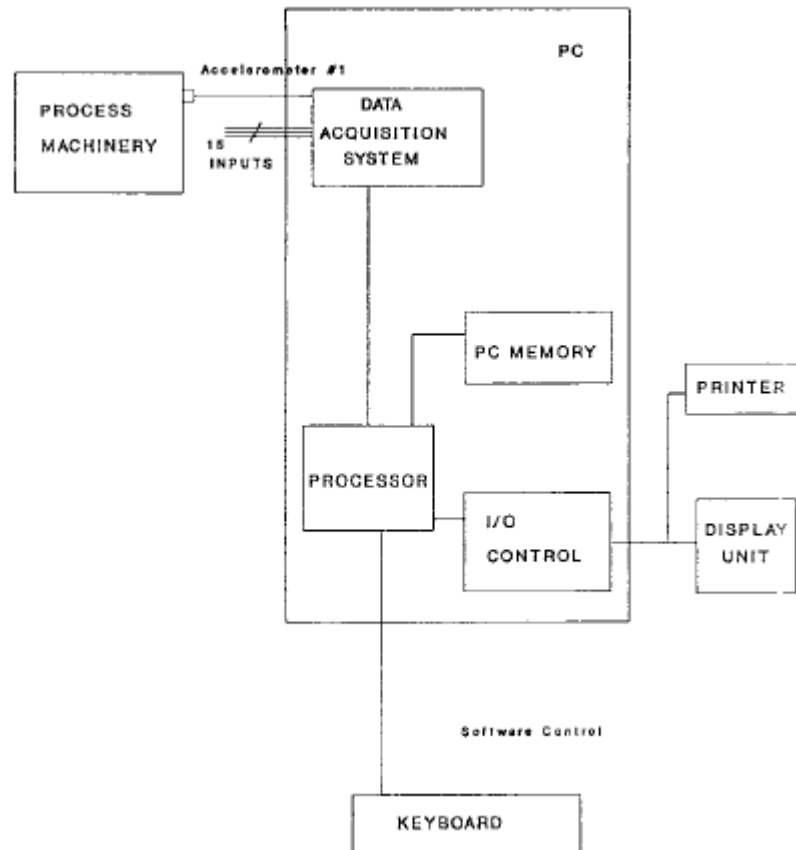 PC
Accelerometer #1
PROCESS
MACHINERY
DATA
ACQUISITION
SYSTEM
15
INPUTS
PC MEMORY
PRINTER
PROCESSOR
I/O
CONTROL
DISPLAY
UNIT
Software Control
KEYBOARD